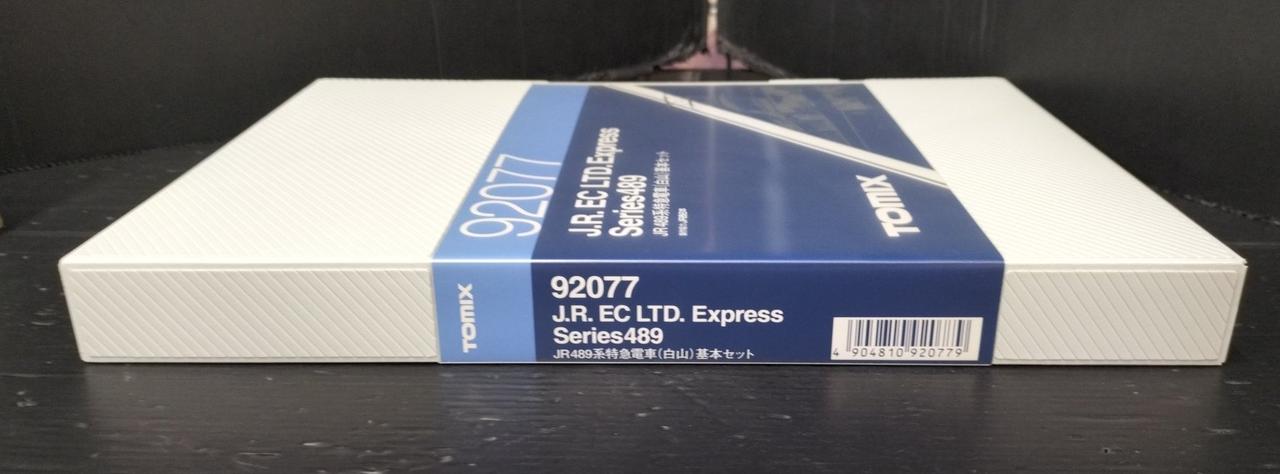 92077
J.R. EC LTD. Express
Series489
JR489系特急電車(白山)基本セット
TOMIX
TOMIX
92077
J.R. EC LTD. Express
Series489
JR489系特急電車(白山)基本セット
4 904810 920779